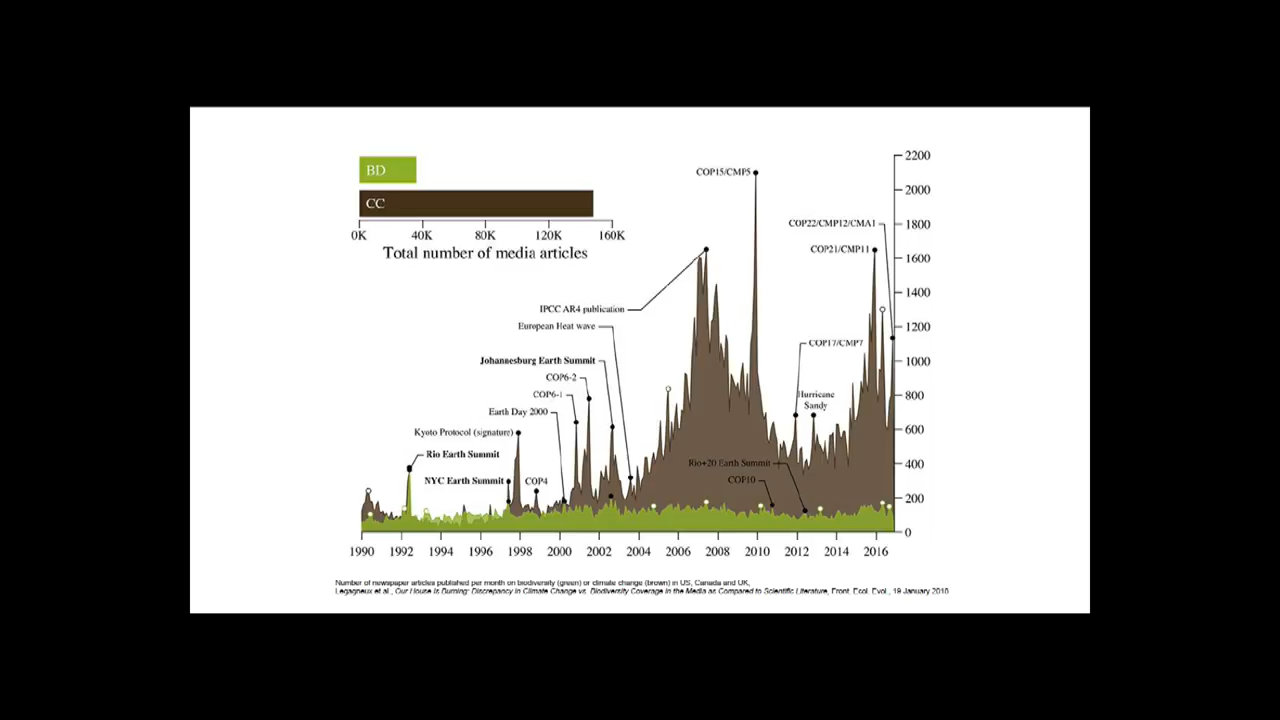 BD
CC
0K 40K 80K 120K 160K
Total number of media articles
COP15/CMP5
COP22/CMP12/CMA1
COP21/CMP11
IPCC AR4 publication
European Heat wave
COP17/CMP7
Johannesburg Earth Summit
COP6-2
COP6-1
Hurricane
Sandy
Earth Day 2000
Kyoto Protocol (signature)
Rio Earth Summit
Rio+20 Earth Summit
NYC Earth Summit
COP4
COP10
2200
2000
1800
1600
1400
1200
1000
800
600
400
200
0
1990 1992 1994 1996 1998 2000 2002 2004 2006 2008 2010 2012 2014 2016
Number of newspaper articles published per month on biodiversity (green) or climate change (brown) in US, Canada and UK,
Legagneux et al., Our House Is Burning: Discrepancy in Climate Change vs. Biodiversity Coverage in the Media as Compared to Scientific Literature, Front. Ecol. Evol., 19 January 2018